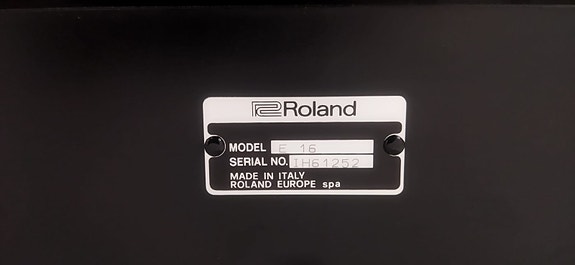 Roland
MODEL E 16
SERIAL NO. IH61252
MADE IN ITALY
ROLAND EUROPE spa